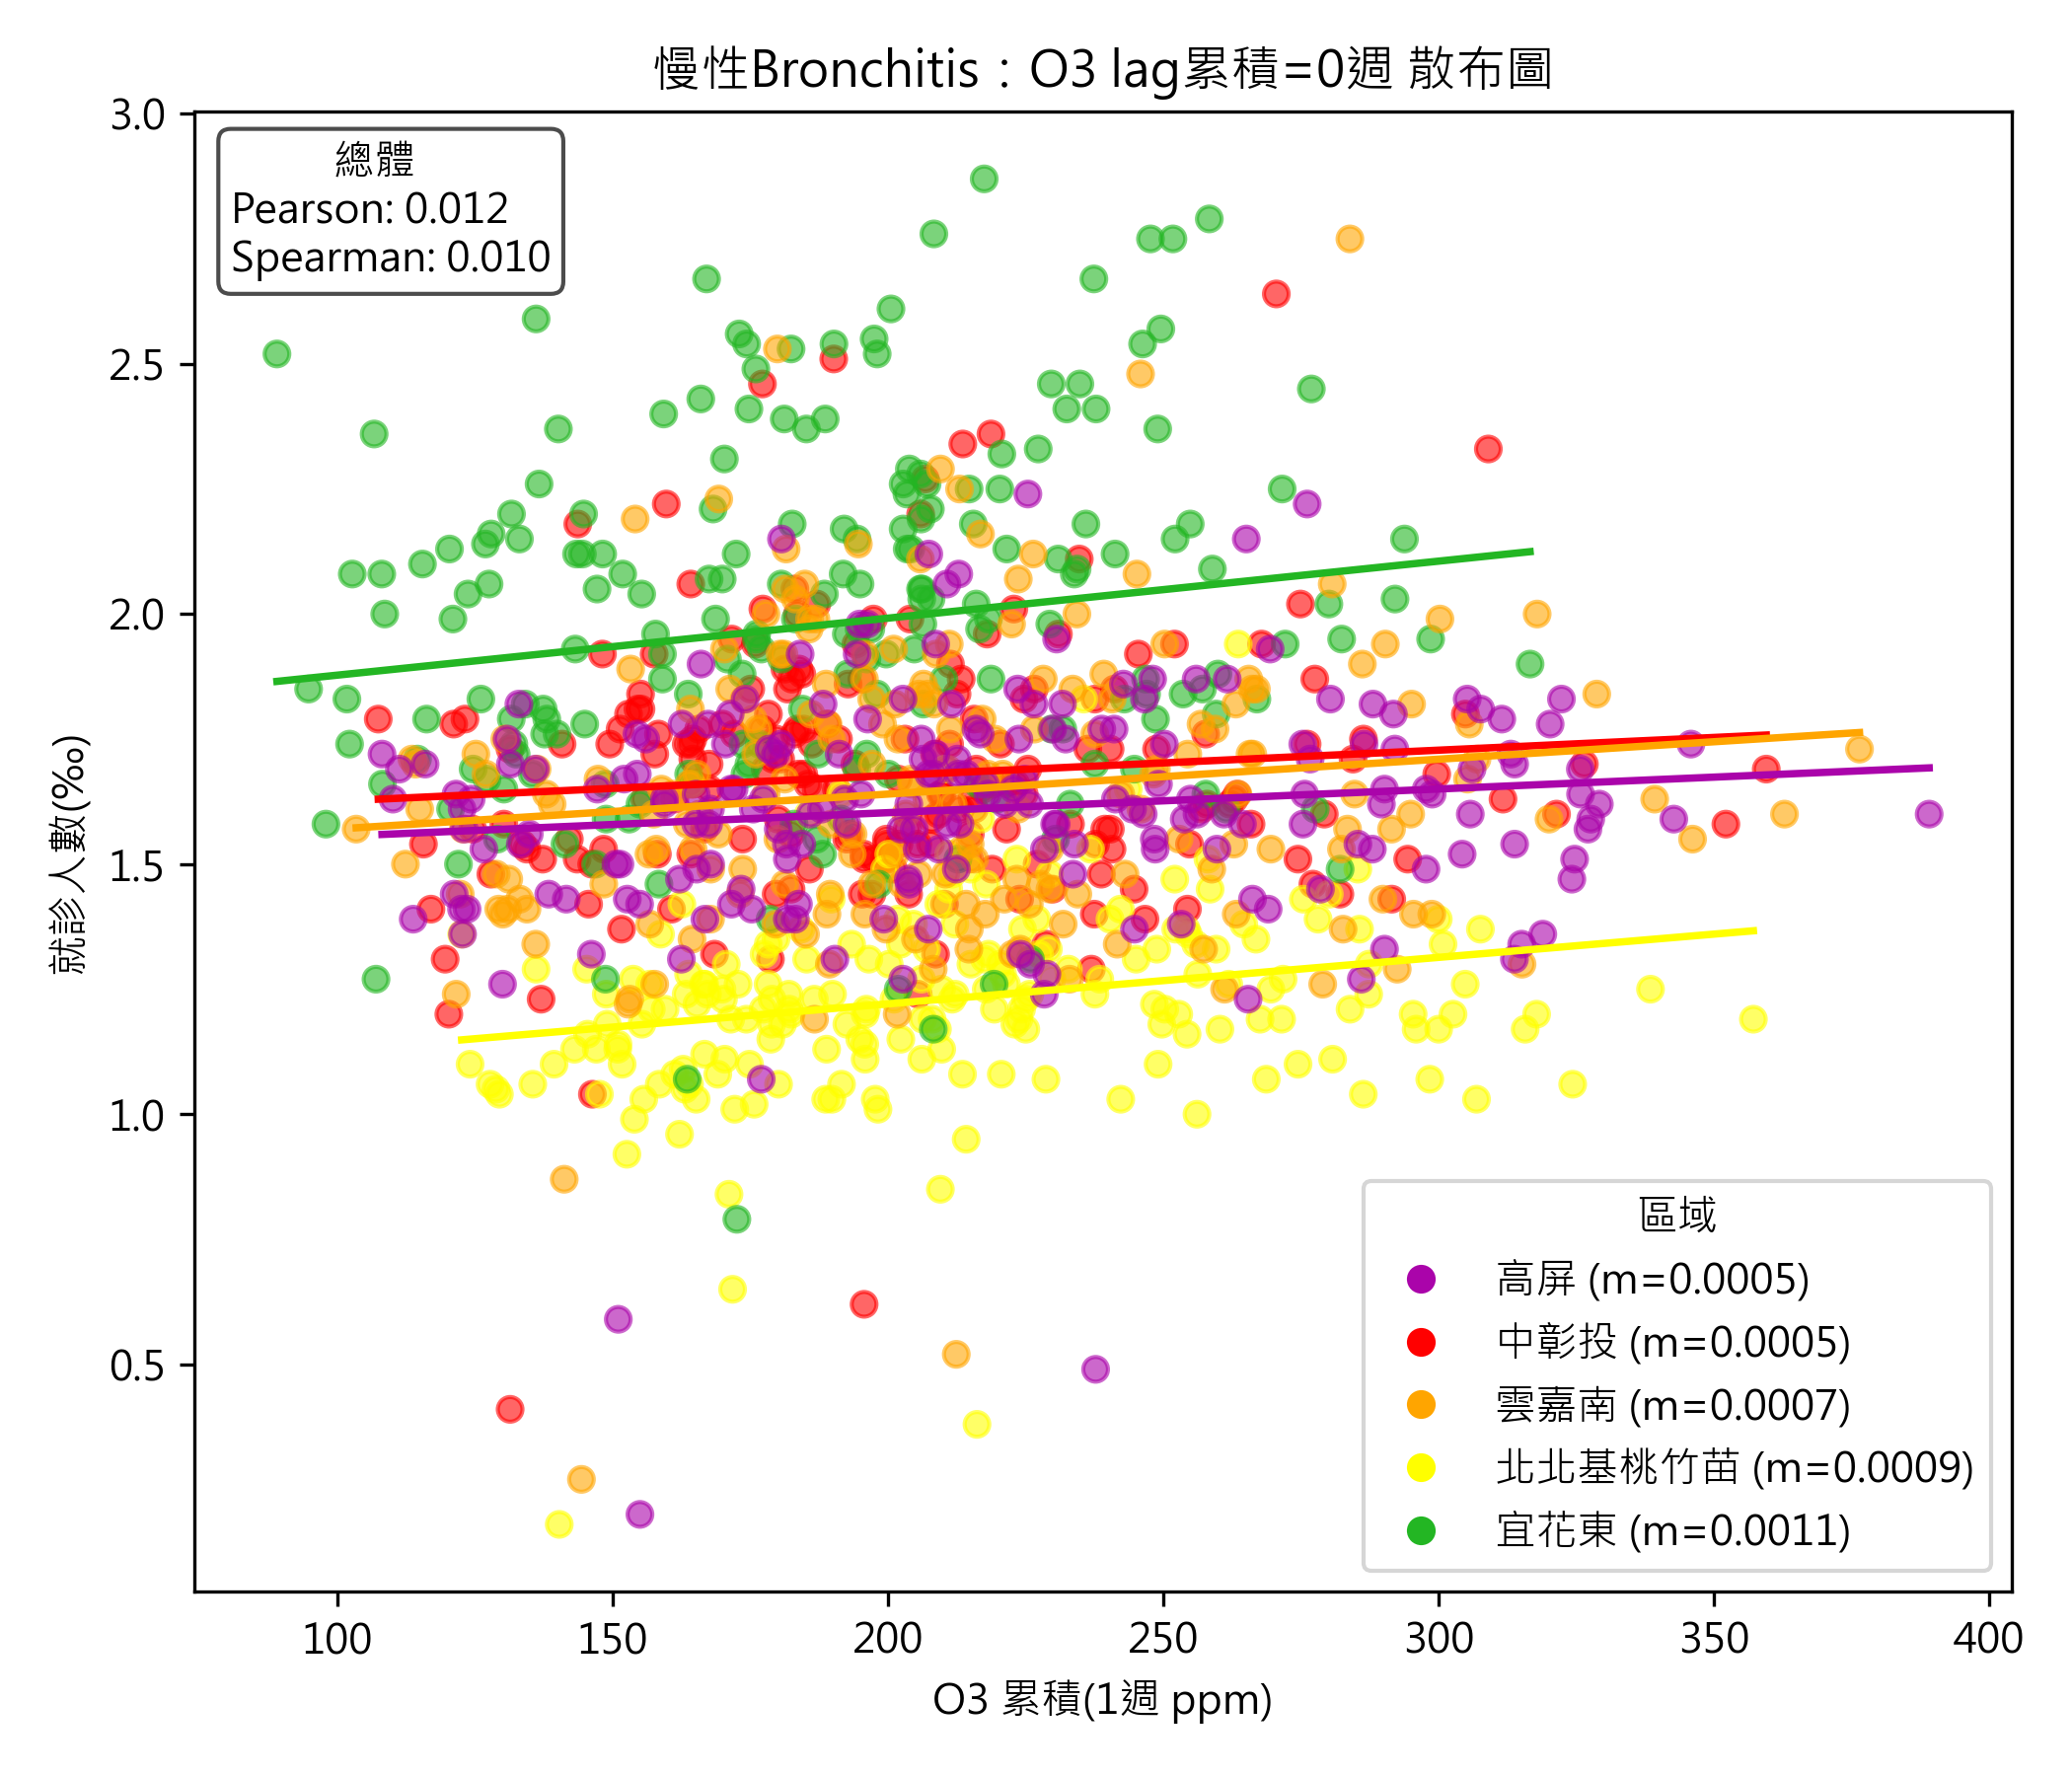 慢性Bronchitis：O3 lag累積=0週 散布圖
總體
Pearson: 0.012
Spearman: 0.010
就診人數(‰)
3.0
2.5
2.0
1.5
1.0
0.5
區域
高屏 (m=0.0005)
中彰投 (m=0.0005)
雲嘉南 (m=0.0007)
北北基桃竹苗 (m=0.0009)
宜花東 (m=0.0011)
100 150 200 250 300 350 400
O3 累積(1週 ppm)